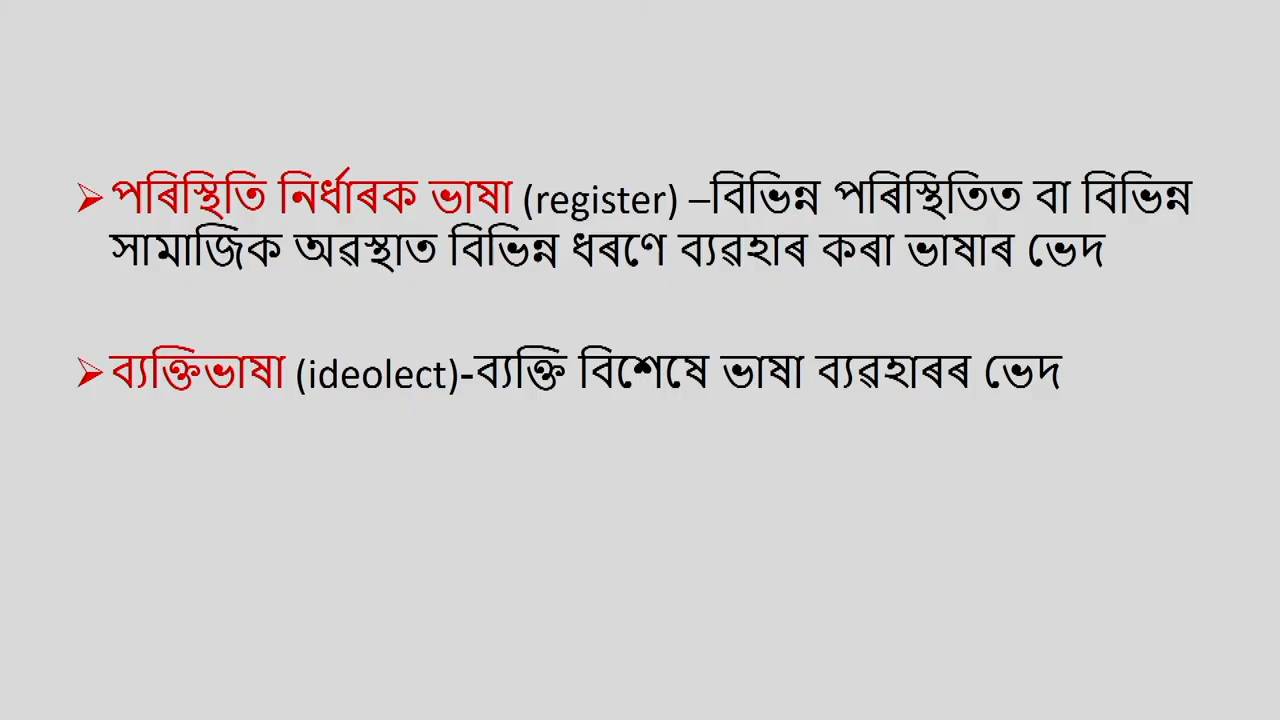 ➢পৰিস্থিতি নিৰ্ধাৰক ভাষা (register) –বিভিন্ন পৰিস্থিতিত বা বিভিন্ন
সামাজিক অৱস্থাত বিভিন্ন ধৰণে ব্যৱহাৰ কৰা ভাষাৰ ভেদ
➢ব্যক্তিভাষা (ideolect)-ব্যক্তি বিশেষে ভাষা ব্যৱহাৰৰ ভেদ